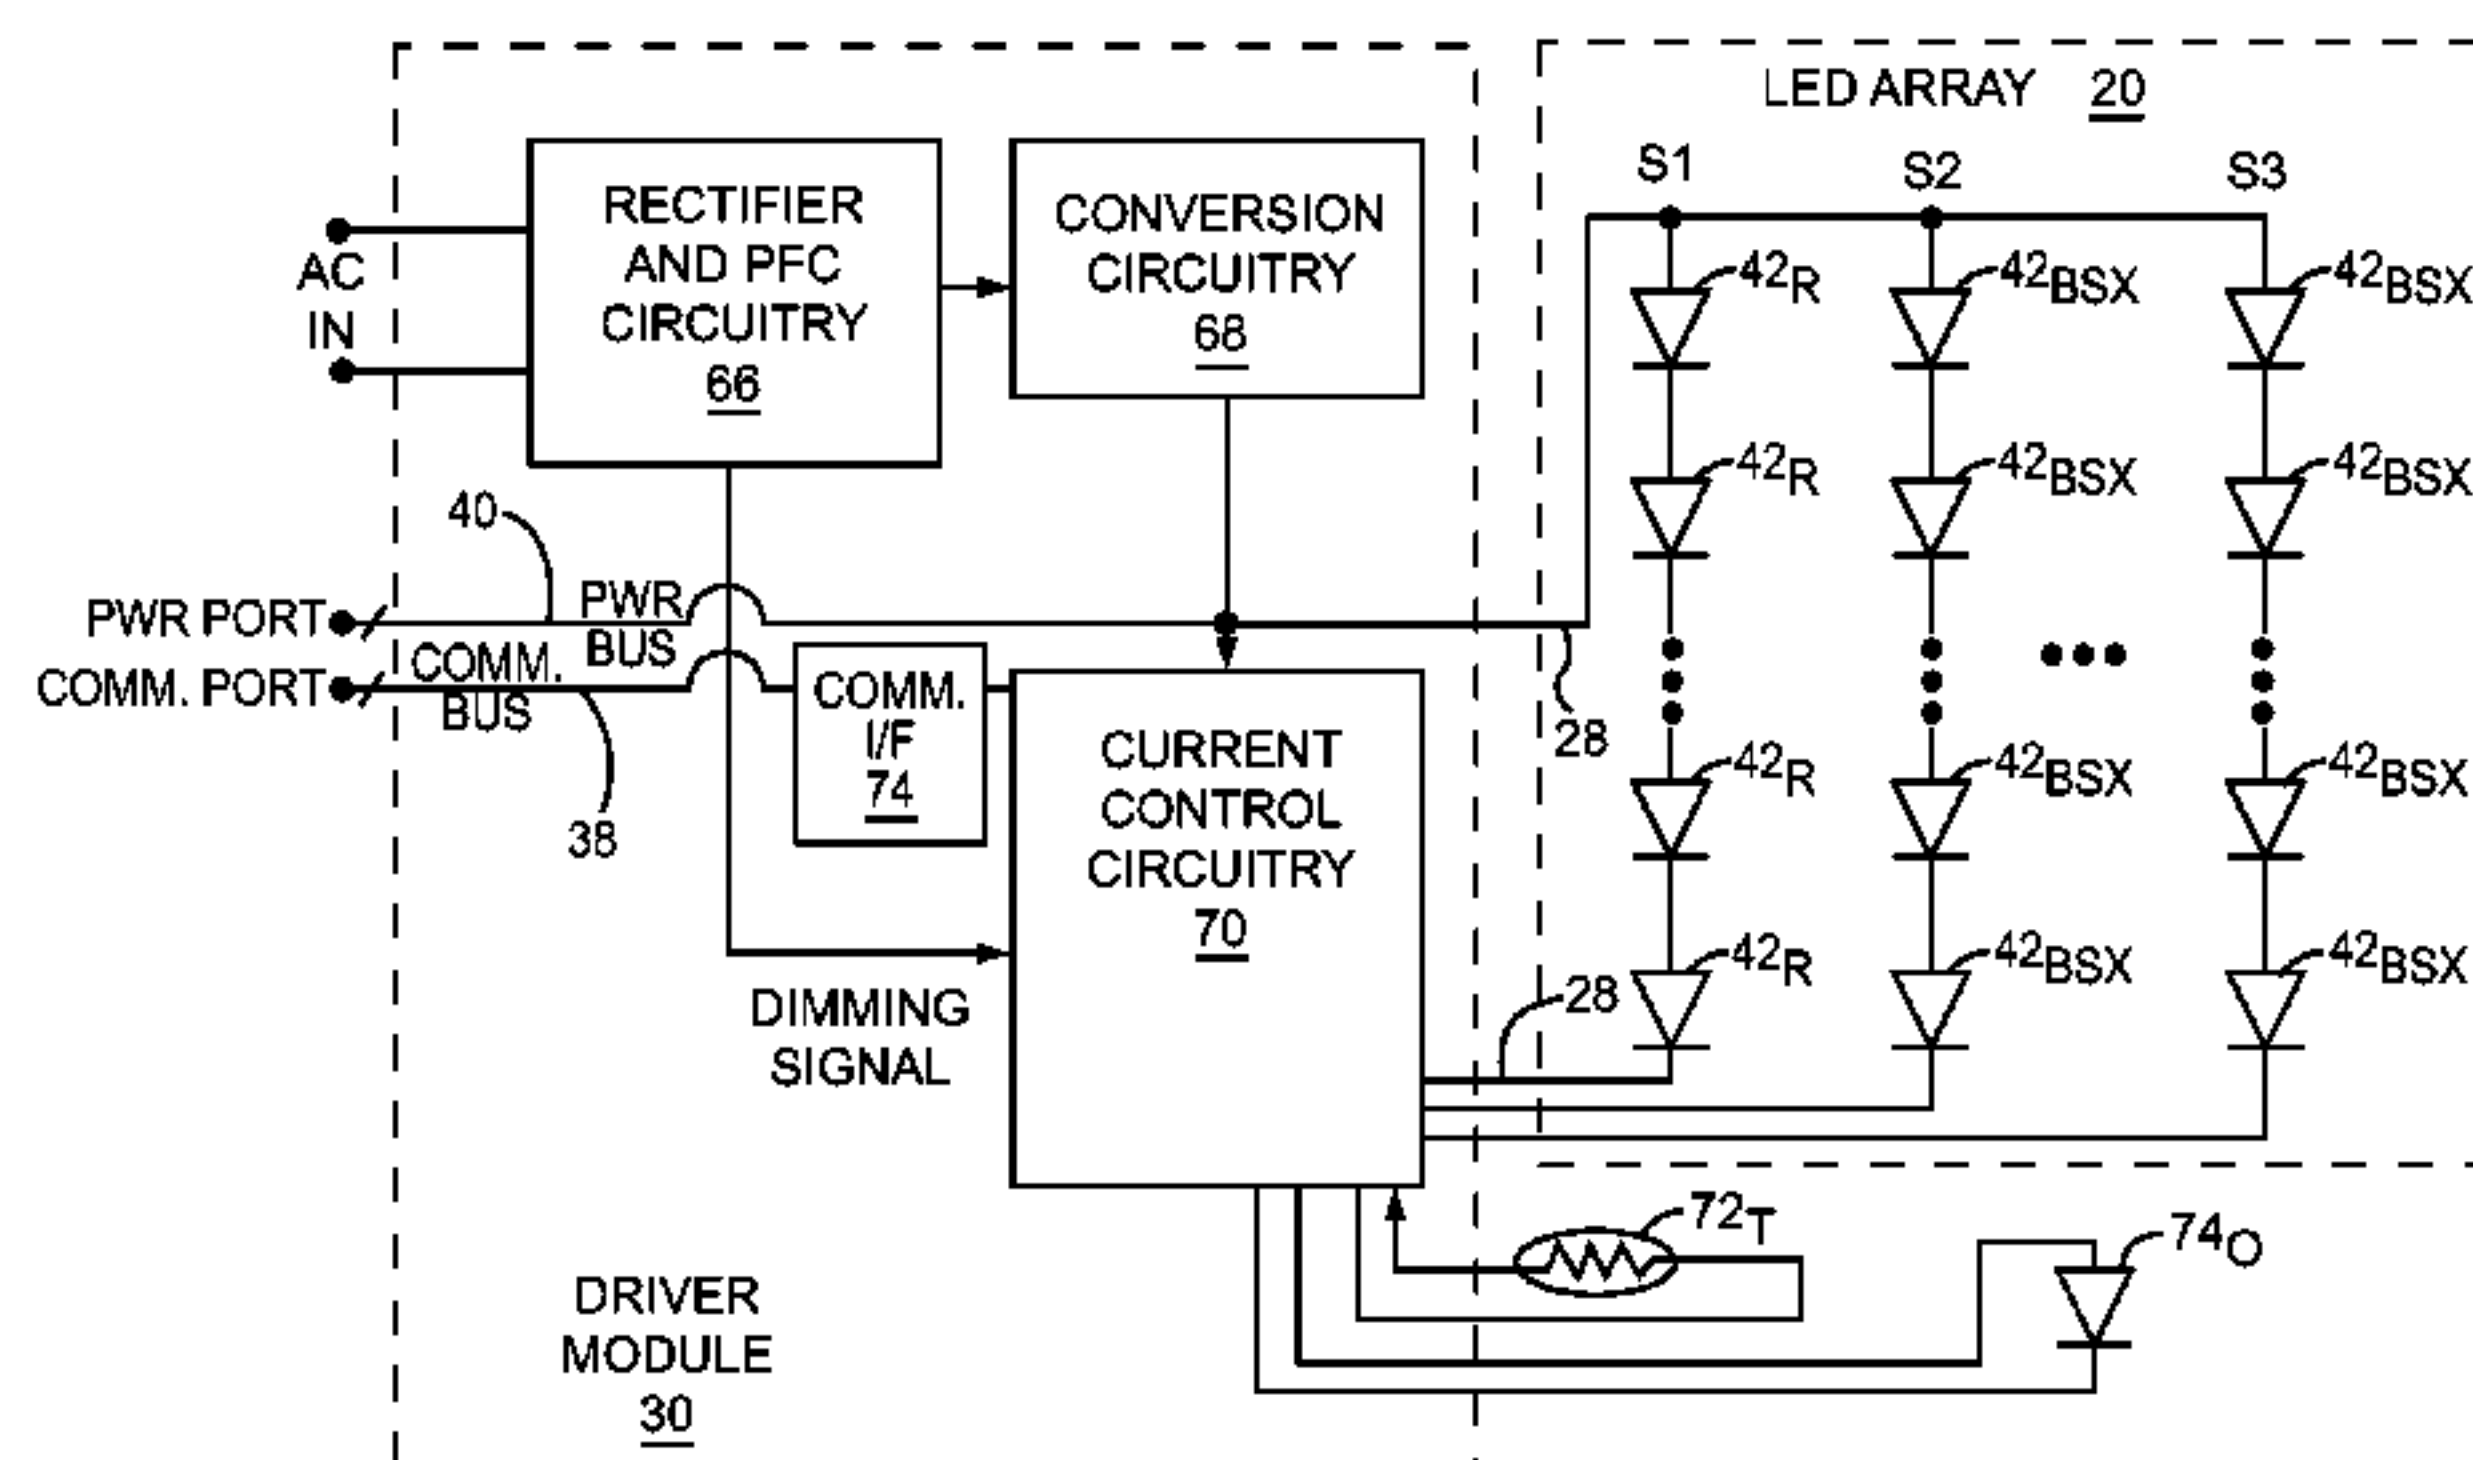 LED ARRAY 20
S1
S2
S3
RECTIFIER
AND PFC
CIRCUITRY
66
CONVERSION
CIRCUITRY
68
AC
IN
42R
42BSX
42BSX
42R
42BSX
42BSX
40
PWR PORT
PWR
BUS
COMM. PORT
COMM.
BUS
38
COMM.
I/F
74
CURRENT
CONTROL
CIRCUITRY
70
28
42R
42BSX
42BSX
42R
42BSX
42BSX
28
DIMMING
SIGNAL
72T
74O
DRIVER
MODULE
30